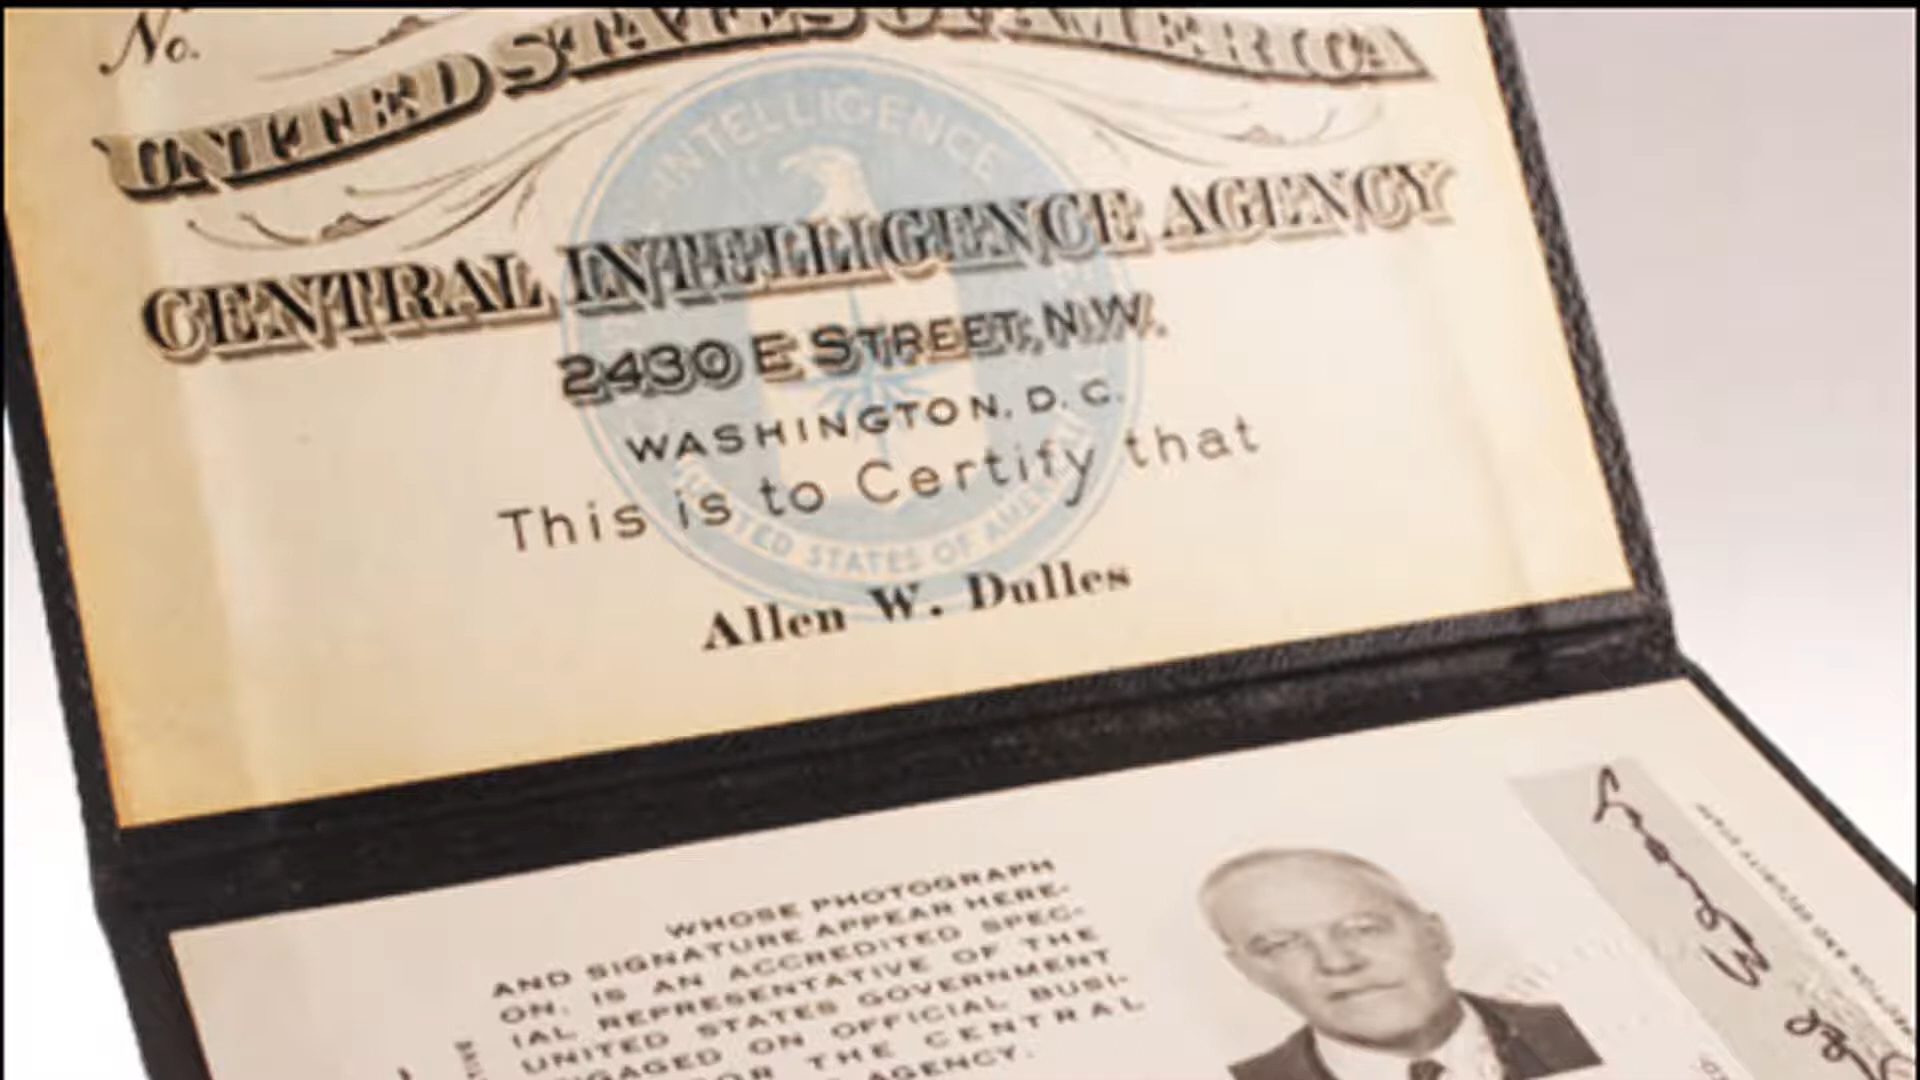 No.
UNITED STATES OF AMERICA
INTELLIGENCE
CENTRAL INTELLIGENCE AGENCY
2430 E STREET, N.W.
WASHINGTON, D. C.
This is to Certify that
UNITED STATES OF AMERICA
Allen W. Dulles
WHOSE PHOTOGRAPH
AND SIGNATURE APPEAR HERE-
ON, IS AN ACCREDITED SPEC-
IAL REPRESENTATIVE OF THE
UNITED STATES GOVERNMENT
ENGAGED ON OFFICIAL BUSI-
FOR THE CENTRAL
AGENCY.